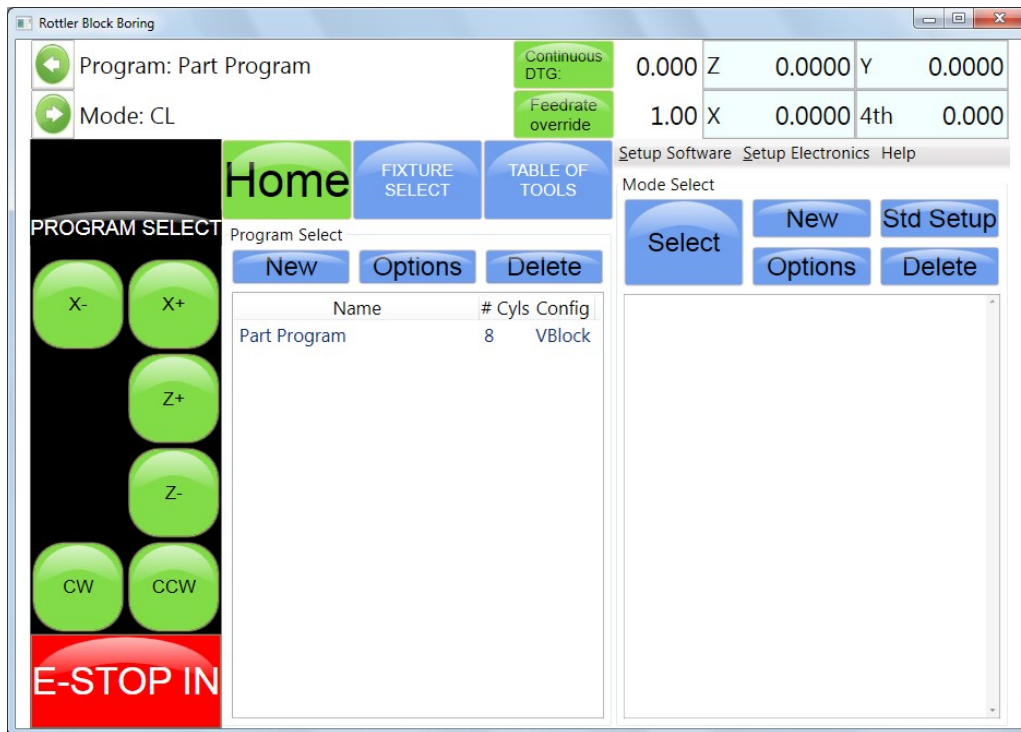 Rottler Block Boring
Program: Part Program
Continuous DTG:
0.000 Z 0.0000 Y 0.0000
Mode: CL
Feedrate override
1.00 X 0.0000 4th 0.000
Setup Software Setup Electronics Help
Home
FIXTURE SELECT
TABLE OF TOOLS
Mode Select
PROGRAM SELECT
Program Select
Select
New Std Setup
Options Delete
New Options Delete
Name # Cyls Config
Part Program 8 VBlock
X- X+
Z+
Z-
CW CCW
E-STOP IN